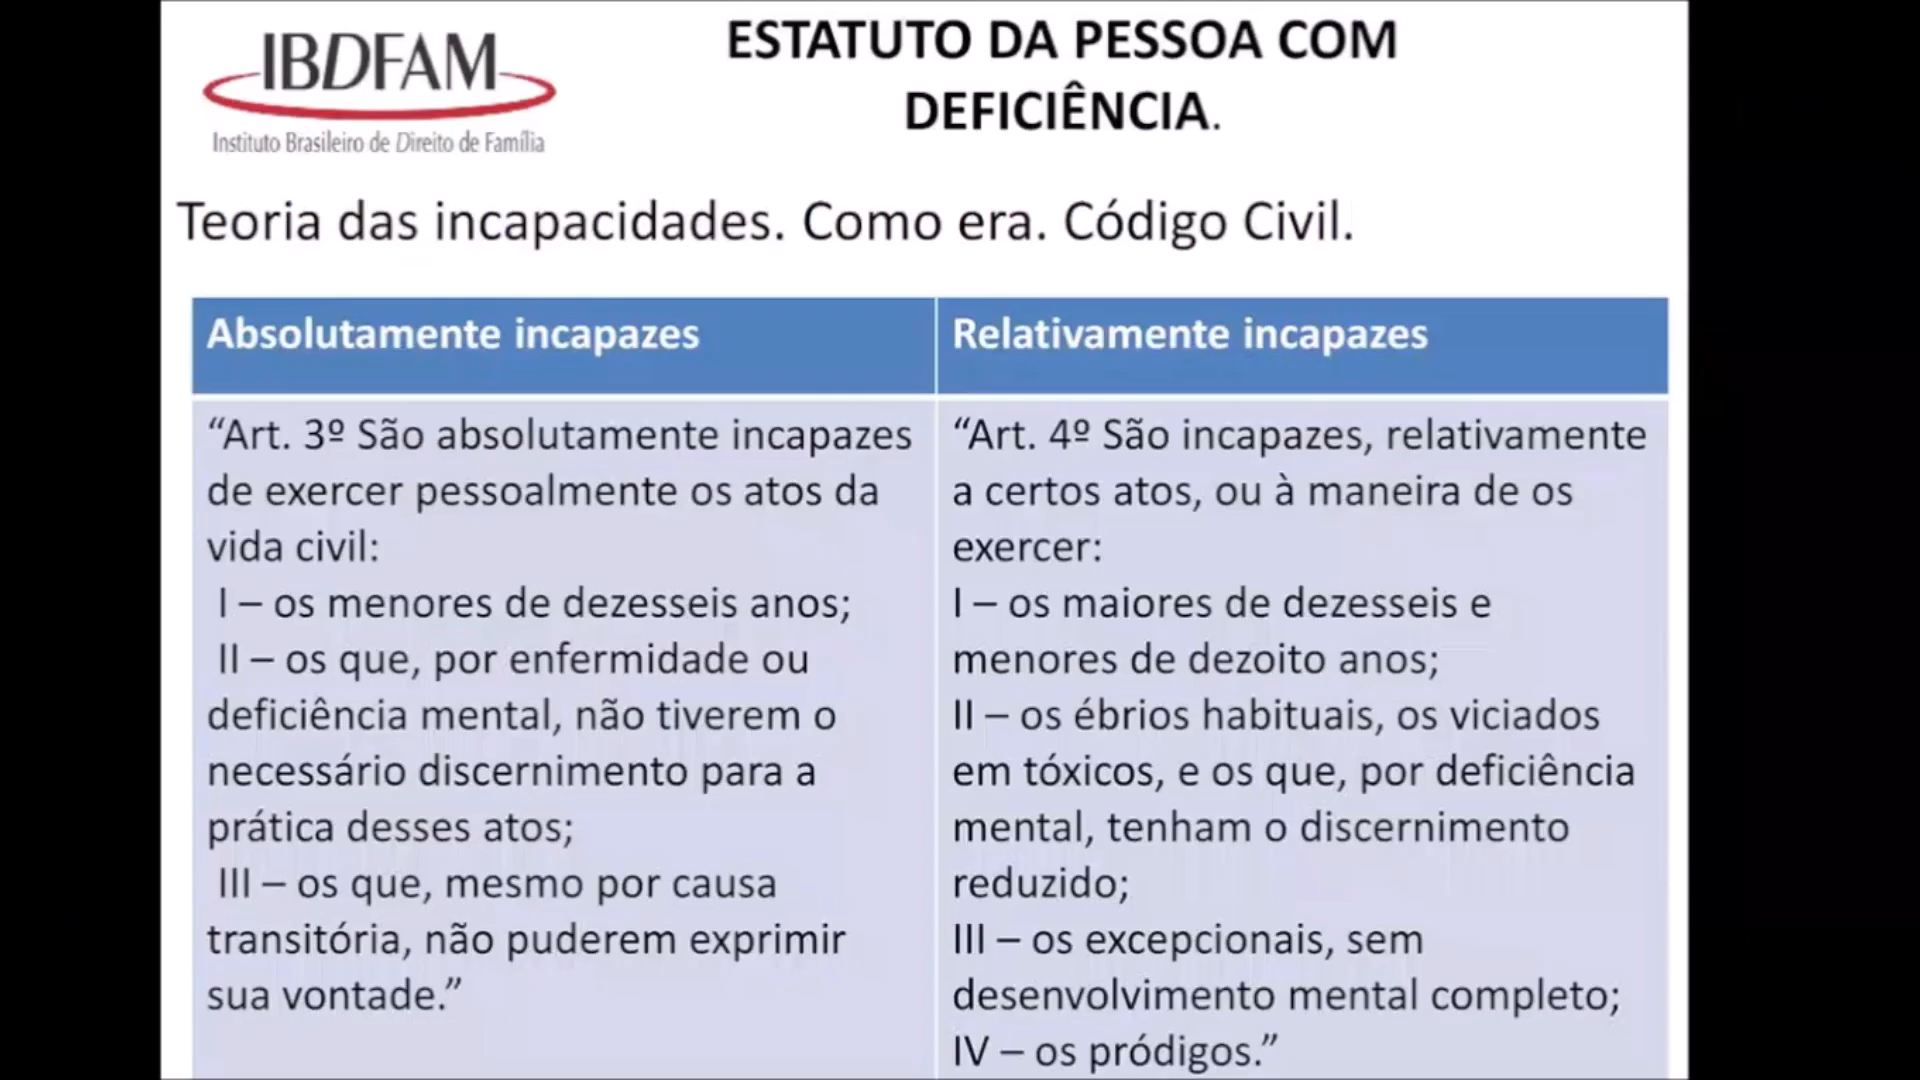 IBDFAM
Instituto Brasileiro de Direito de Família
ESTATUTO DA PESSOA COM
DEFICIÊNCIA.
Teoria das incapacidades. Como era. Código Civil.
Absolutamente incapazes
“Art. 3º São absolutamente incapazes
de exercer pessoalmente os atos da
vida civil:
I – os menores de dezesseis anos;
II – os que, por enfermidade ou
deficiência mental, não tiverem o
necessário discernimento para a
prática desses atos;
III – os que, mesmo por causa
transitória, não puderem exprimir
sua vontade.”
Relativamente incapazes
“Art. 4º São incapazes, relativamente
a certos atos, ou à maneira de os
exercer:
I – os maiores de dezesseis e
menores de dezoito anos;
II – os ébrios habituais, os viciados
em tóxicos, e os que, por deficiência
mental, tenham o discernimento
reduzido;
III – os excepcionais, sem
desenvolvimento mental completo;
IV – os pródigos.”